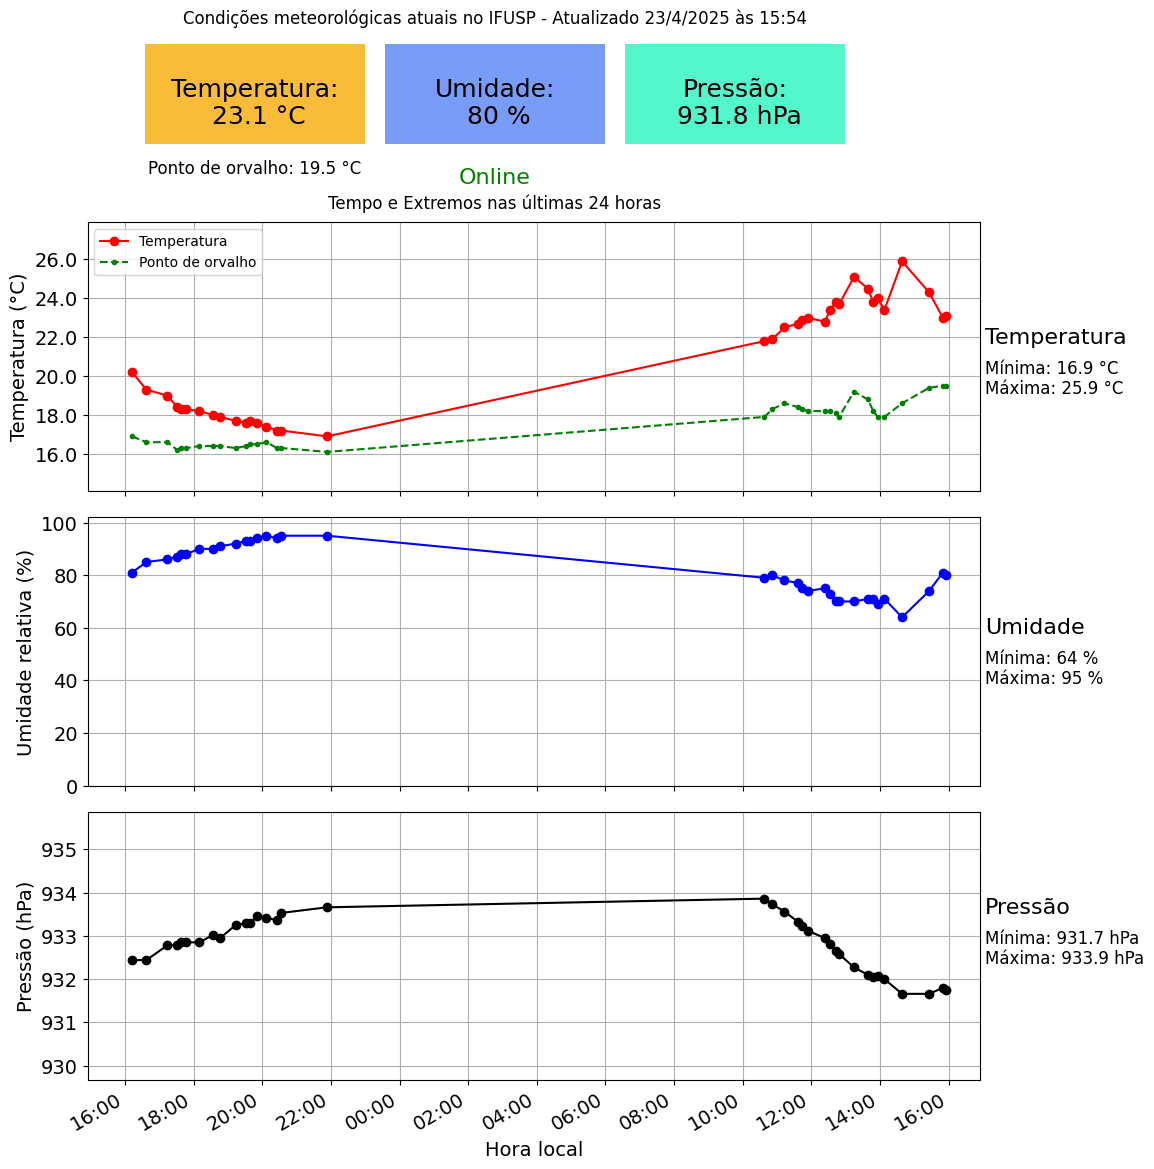 Condições meteorológicas atuais no IFUSP - Atualizado 23/4/2025 às 15:54
Temperatura:
23.1 °C
Umidade:
80 %
Pressão:
931.8 hPa
Ponto de orvalho: 19.5 °C
Online
Tempo e Extremos nas últimas 24 horas
Temperatura
Ponto de orvalho
Temperatura (°C)
26.0
24.0
22.0
20.0
18.0
16.0
Temperatura
Mínima: 16.9 °C
Máxima: 25.9 °C
Umidade relativa (%)
100
80
60
40
20
0
Umidade
Mínima: 64 %
Máxima: 95 %
Pressão (hPa)
935
934
933
932
931
930
Pressão
Mínima: 931.7 hPa
Máxima: 933.9 hPa
16:00 18:00 20:00 22:00 00:00 02:00 04:00 06:00 08:00 10:00 12:00 14:00 16:00
Hora local